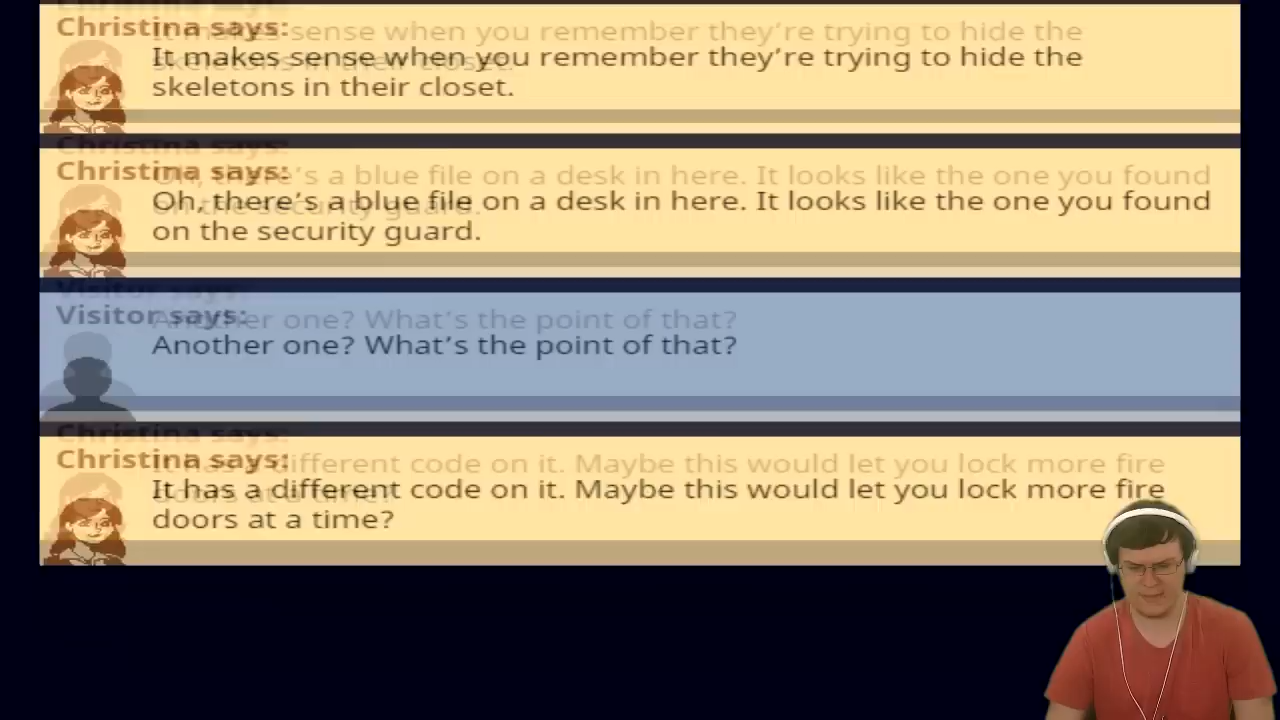 Christina says:
It makes sense when you remember they're trying to hide the
skeletons in their closet.
Christina says:
Oh, there's a blue file on a desk in here. It looks like the one you found
on the security guard.
Visitor says:
Another one? What's the point of that?
Christina says:
It has a different code on it. Maybe this would let you lock more fire
doors at a time?